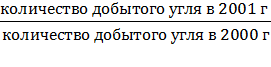 количество добытого угля в 2001 г
количество добытого угля в 2000 г